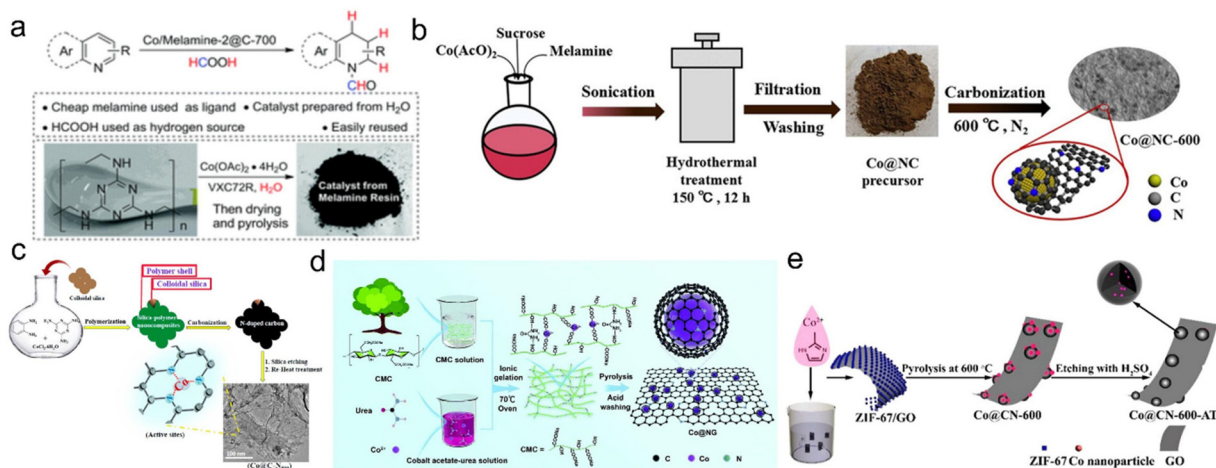 a
Ar
R
N
Co/Melamine-2@C-700
HCOOH
Ar
H
H
R
H
N
CHO
• Cheap melamine used as ligand • Catalyst prepared from H2O
• HCOOH used as hydrogen source • Easily reused
NH
N N
N
N N
H H
n
Co(OAc)2 • 4H2O
VXC72R, H2O
Then drying
and pyrolysis
Catalyst from
Melamine Resin
b
Sucrose
Co(AcO)2
Melamine
Sonication
Hydrothermal
treatment
150 ℃, 12 h
Filtration
Washing
Co@NC
precursor
Carbonization
600 ℃, N2
Co@NC-600
Co
C
N
c
Colloidal silica
Polymerization
Polymer shell
Colloidal silica
Silica-polymer
nanocomposites
Carbonization
N-doped carbon
1. Silica etching
2. Re-Heat treatment
Co
(Active sites)
100 nm
d
CMC
Urea
Co2+
CMC solution
Cobalt acetate-urea solution
Ionic
gelation
70℃
Oven
CMC =
Pyrolysis
Acid
washing
Co@NG
C
Co
N
e
Co2+
HN
N
ZIF-67/GO
Pyrolysis at 600 °C
Co@CN-600
Etching with H2SO4
Co@CN-600-AT
ZIF-67
Co nanoparticle
GO